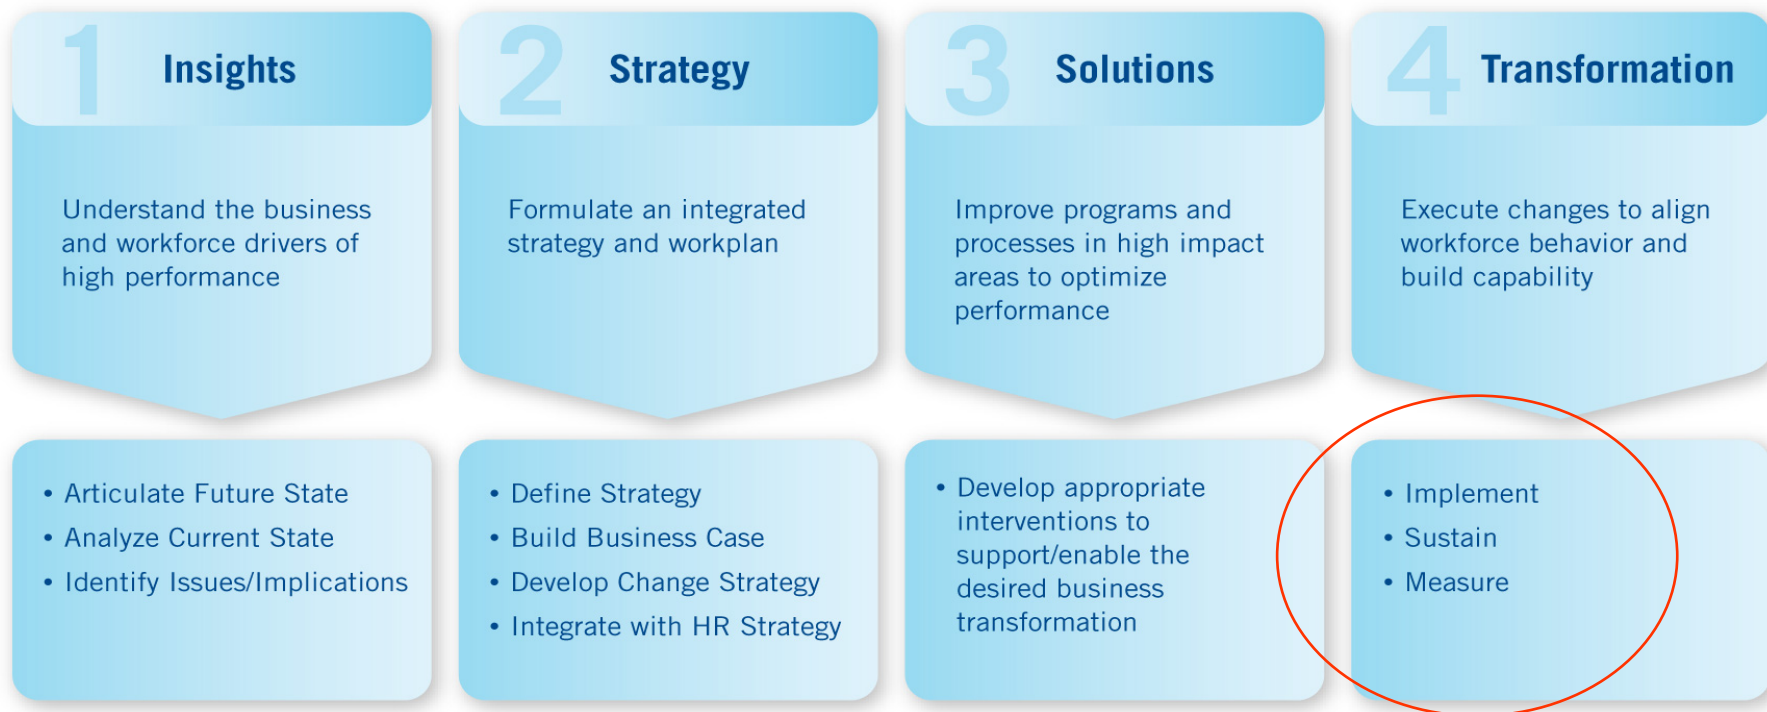 1 Insights
Understand the business
and workforce drivers of
high performance
• Articulate Future State
• Analyze Current State
• Identify Issues/Implications
2 Strategy
Formulate an integrated
strategy and workplan
• Define Strategy
• Build Business Case
• Develop Change Strategy
• Integrate with HR Strategy
3 Solutions
Improve programs and
processes in high impact
areas to optimize
performance
• Develop appropriate
interventions to
support/enable the
desired business
transformation
4 Transformation
Execute changes to align
workforce behavior and
build capability
• Implement
• Sustain
• Measure